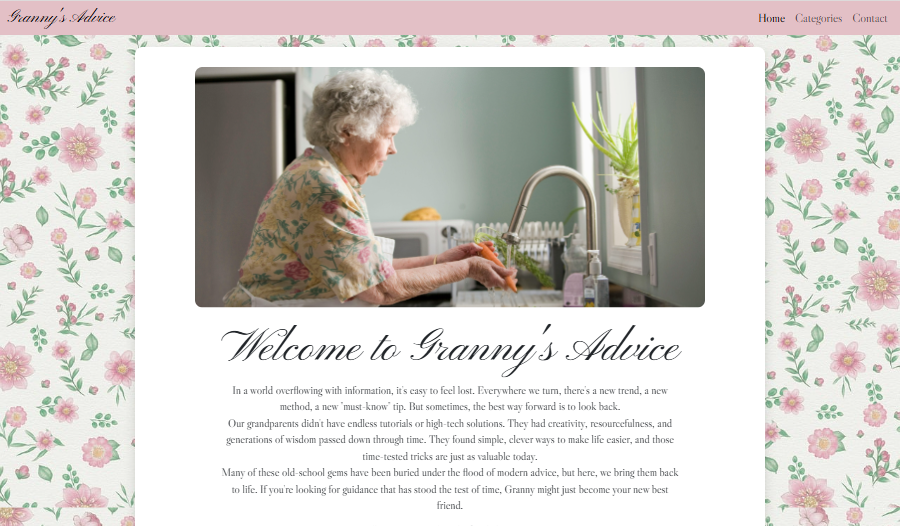 Granny's Advice
Home Categories Contact
Welcome to Granny's Advice
In a world overflowing with information, it's easy to feel lost. Everywhere we turn, there's a new trend, a new
method, a new "must-know" tip. But sometimes, the best way forward is to look back.
Our grandparents didn't have endless tutorials or high-tech solutions. They had creativity, resourcefulness, and
generations of wisdom passed down through time. They found simple, clever ways to make life easier, and those
time-tested tricks are just as valuable today.
Many of these old-school gems have been buried under the flood of modern advice, but here, we bring them back
to life. If you're looking for guidance that has stood the test of time, Granny might just become your new best
friend.